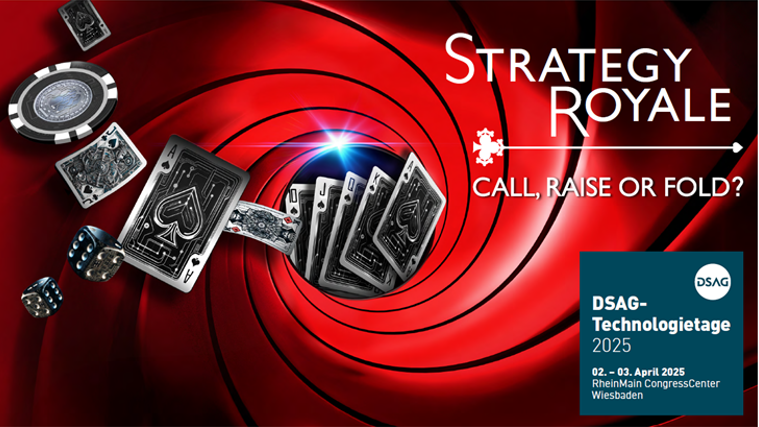 STRATEGY
ROYALE
CALL, RAISE OR FOLD?
DSAG
DSAG-
Technologietage
2025
02. – 03. April 2025
RheinMain CongressCenter
Wiesbaden
A
A
J
A